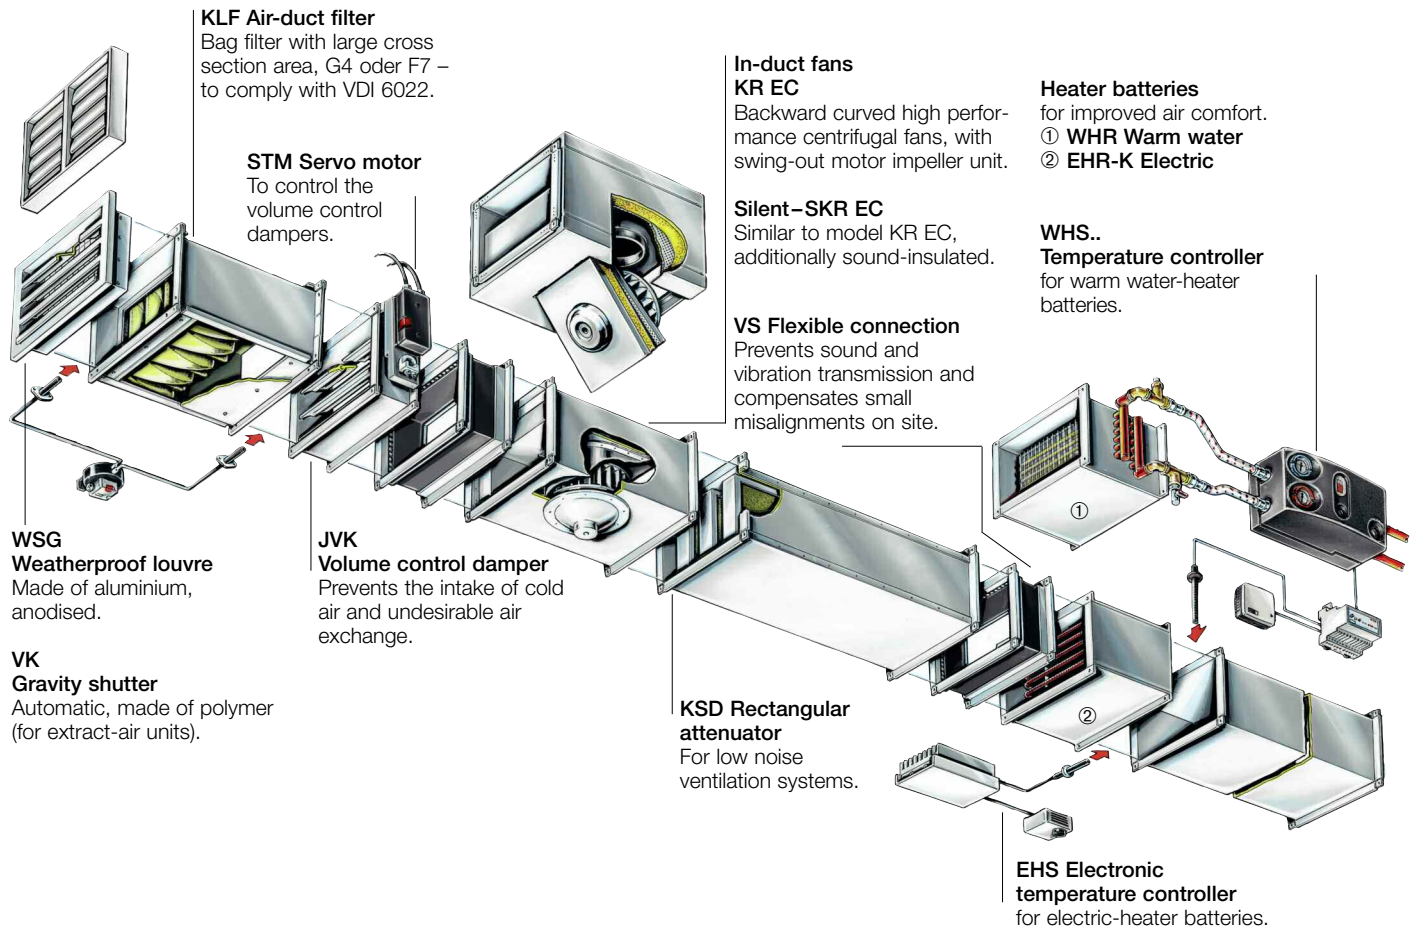 KLF Air-duct filter
Bag filter with large cross
section area, G4 oder F7 –
to comply with VDI 6022.
STM Servo motor
To control the
volume control
dampers.
In-duct fans
KR EC
Backward curved high perfor-
mance centrifugal fans, with
swing-out motor impeller unit.
Silent–SKR EC
Similar to model KR EC,
additionally sound-insulated.
VS Flexible connection
Prevents sound and
vibration transmission and
compensates small
misalignments on site.
Heater batteries
for improved air comfort.
① WHR Warm water
② EHR-K Electric
WHS..
Temperature controller
for warm water-heater
batteries.
①
WSG
Weatherproof louvre
Made of aluminium,
anodised.
VK
Gravity shutter
Automatic, made of polymer
(for extract-air units).
JVK
Volume control damper
Prevents the intake of cold
air and undesirable air
exchange.
KSD Rectangular
attenuator
For low noise
ventilation systems.
②
EHS Electronic
temperature controller
for electric-heater batteries.